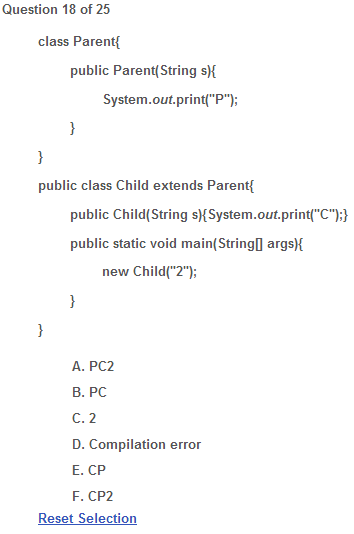 Question 18 of 25
class Parent{
public Parent(String s){
System.out.print("P");
}
}
public class Child extends Parent{
public Child(String s){System.out.print("C");}
public static void main(String[] args){
new Child("2");
}
}
A. PC2
B. PC
C. 2
D. Compilation error
E. CP
F. CP2
Reset Selection